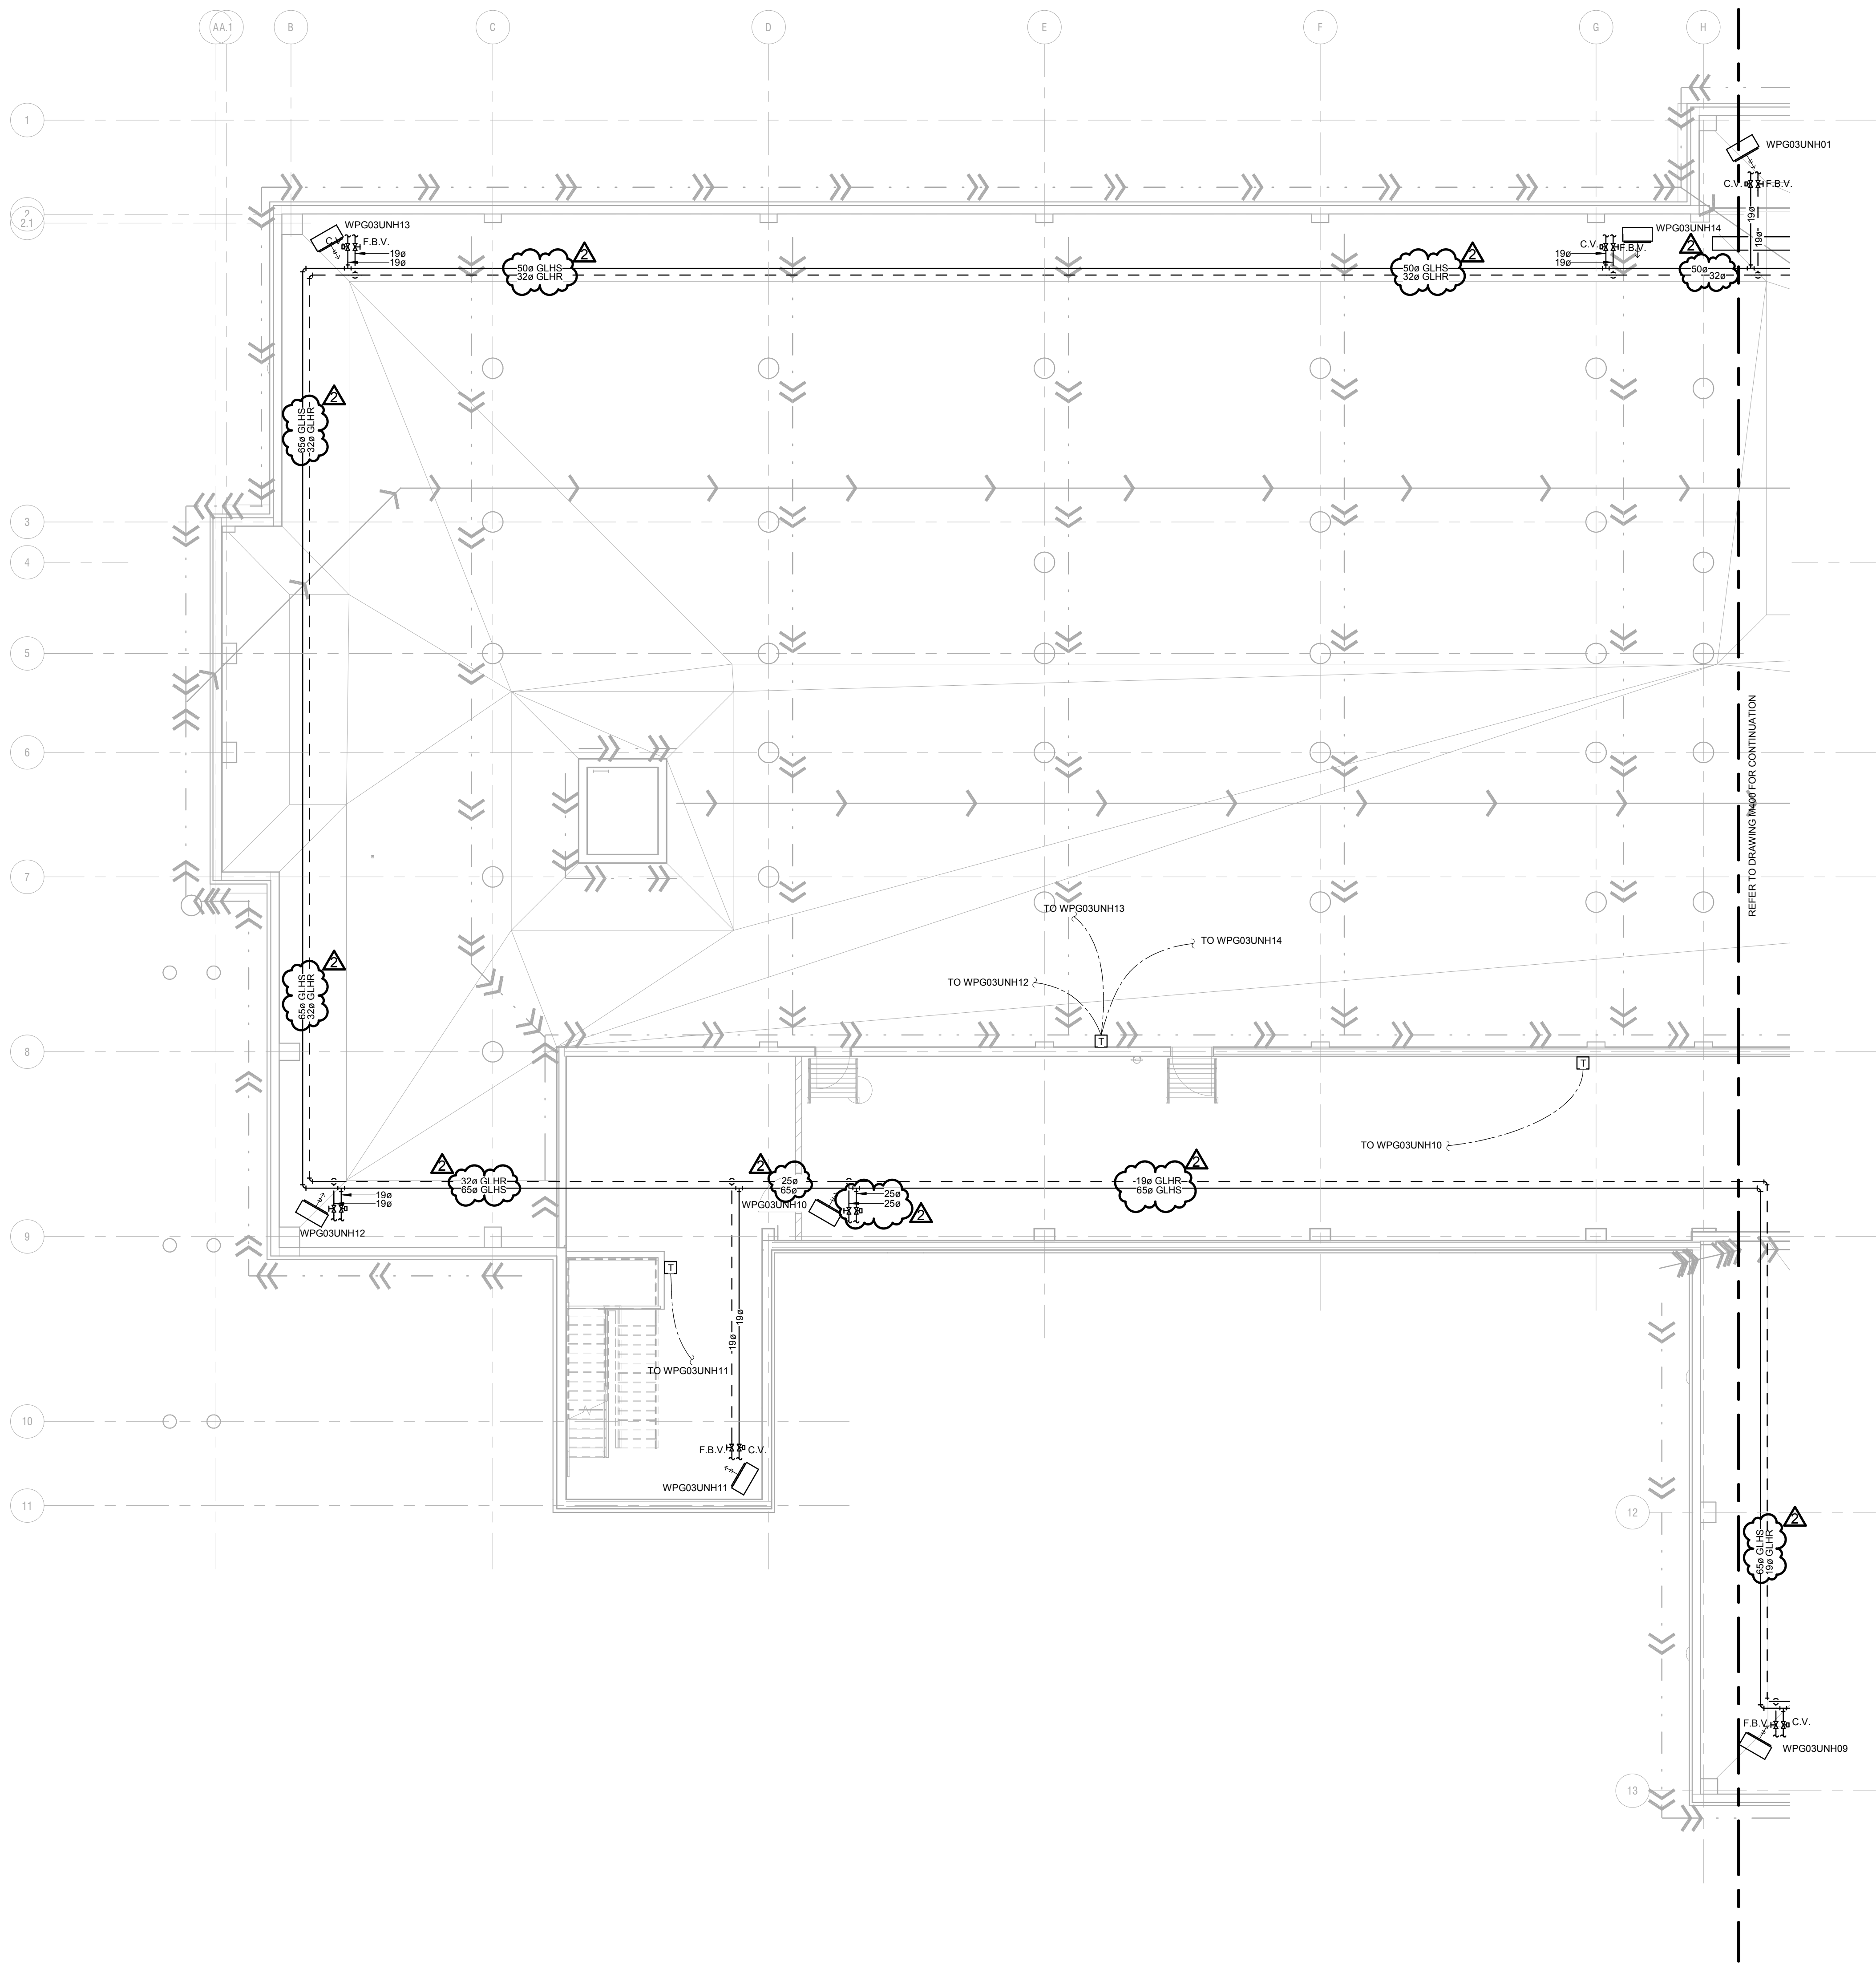 A A.1 B C D E F G H
1
WPG03UNH01
C.V. F.B.V.
19ø
19ø
2
2.1
WPG03UNH13
C.V. F.B.V.
19ø
19ø
50ø GLHS
32ø GLHR
2
50ø GLHS
32ø GLHR
2
WPG03UNH14
C.V. F.B.V.
19ø
19ø
2
50ø
32ø
65ø GLHS
32ø GLHR
2
3
4
5
6
REFER TO DRAWING M400 FOR CONTINUATION
7
TO WPG03UNH13
TO WPG03UNH14
TO WPG03UNH12
65ø GLHS
32ø GLHR
2
T
8
T
TO WPG03UNH10
2
32ø GLHR
65ø GLHS
2
25ø
65ø
19ø GLHR
65ø GLHS
2
19ø
19ø
WPG03UNH12
WPG03UNH10
25ø
25ø
2
9
T
19ø
19ø
TO WPG03UNH11
10
F.B.V. C.V.
WPG03UNH11
11
12
65ø GLHS
19ø GLHR
2
F.B.V. C.V.
WPG03UNH09
13